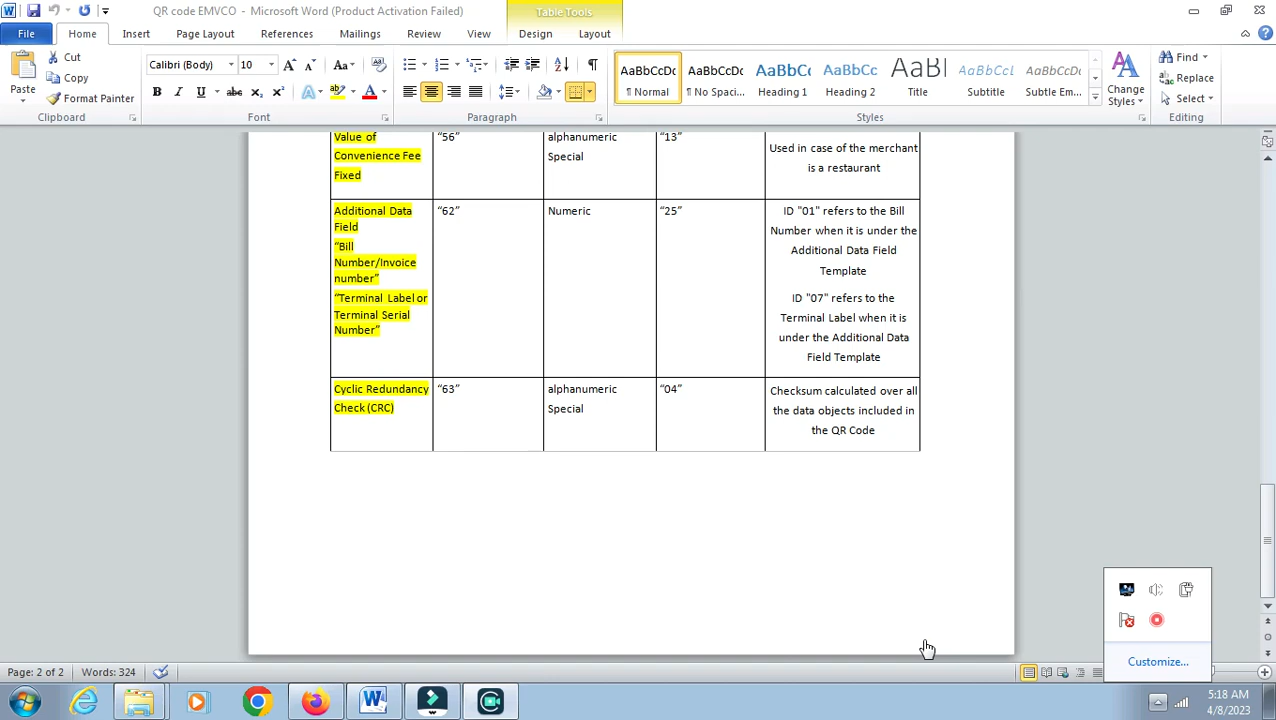 QR code EMVCO - Microsoft Word (Product Activation Failed)
Table Tools
File
Home
Insert
Page Layout
References
Mailings
Review
View
Design
Layout
Paste
Cut
Copy
Format Painter
Clipboard
Calibri (Body)
10
Font
Paragraph
AaBbCcDc
¶ Normal
AaBbCcDc
¶ No Spaci...
AaBbCc
Heading 1
AaBbCc
Heading 2
AaBl
Title
AaBbCcL
Subtitle
AaBbCcDc
Subtle Em...
Change
Styles
Styles
Find
Replace
Select
Editing
Value of
Convenience Fee
Fixed
“56”
alphanumeric
Special
“13”
Used in case of the merchant
is a restaurant
Additional Data
Field
“Bill
Number/Invoice
number”
“Terminal Label or
Terminal Serial
Number”
“62”
Numeric
“25”
ID "01" refers to the Bill
Number when it is under the
Additional Data Field
Template
ID "07" refers to the
Terminal Label when it is
under the Additional Data
Field Template
Cyclic Redundancy
Check (CRC)
“63”
alphanumeric
Special
“04”
Checksum calculated over all
the data objects included in
the QR Code
Customize...
Page: 2 of 2
Words: 324
5:18 AM
4/8/2023